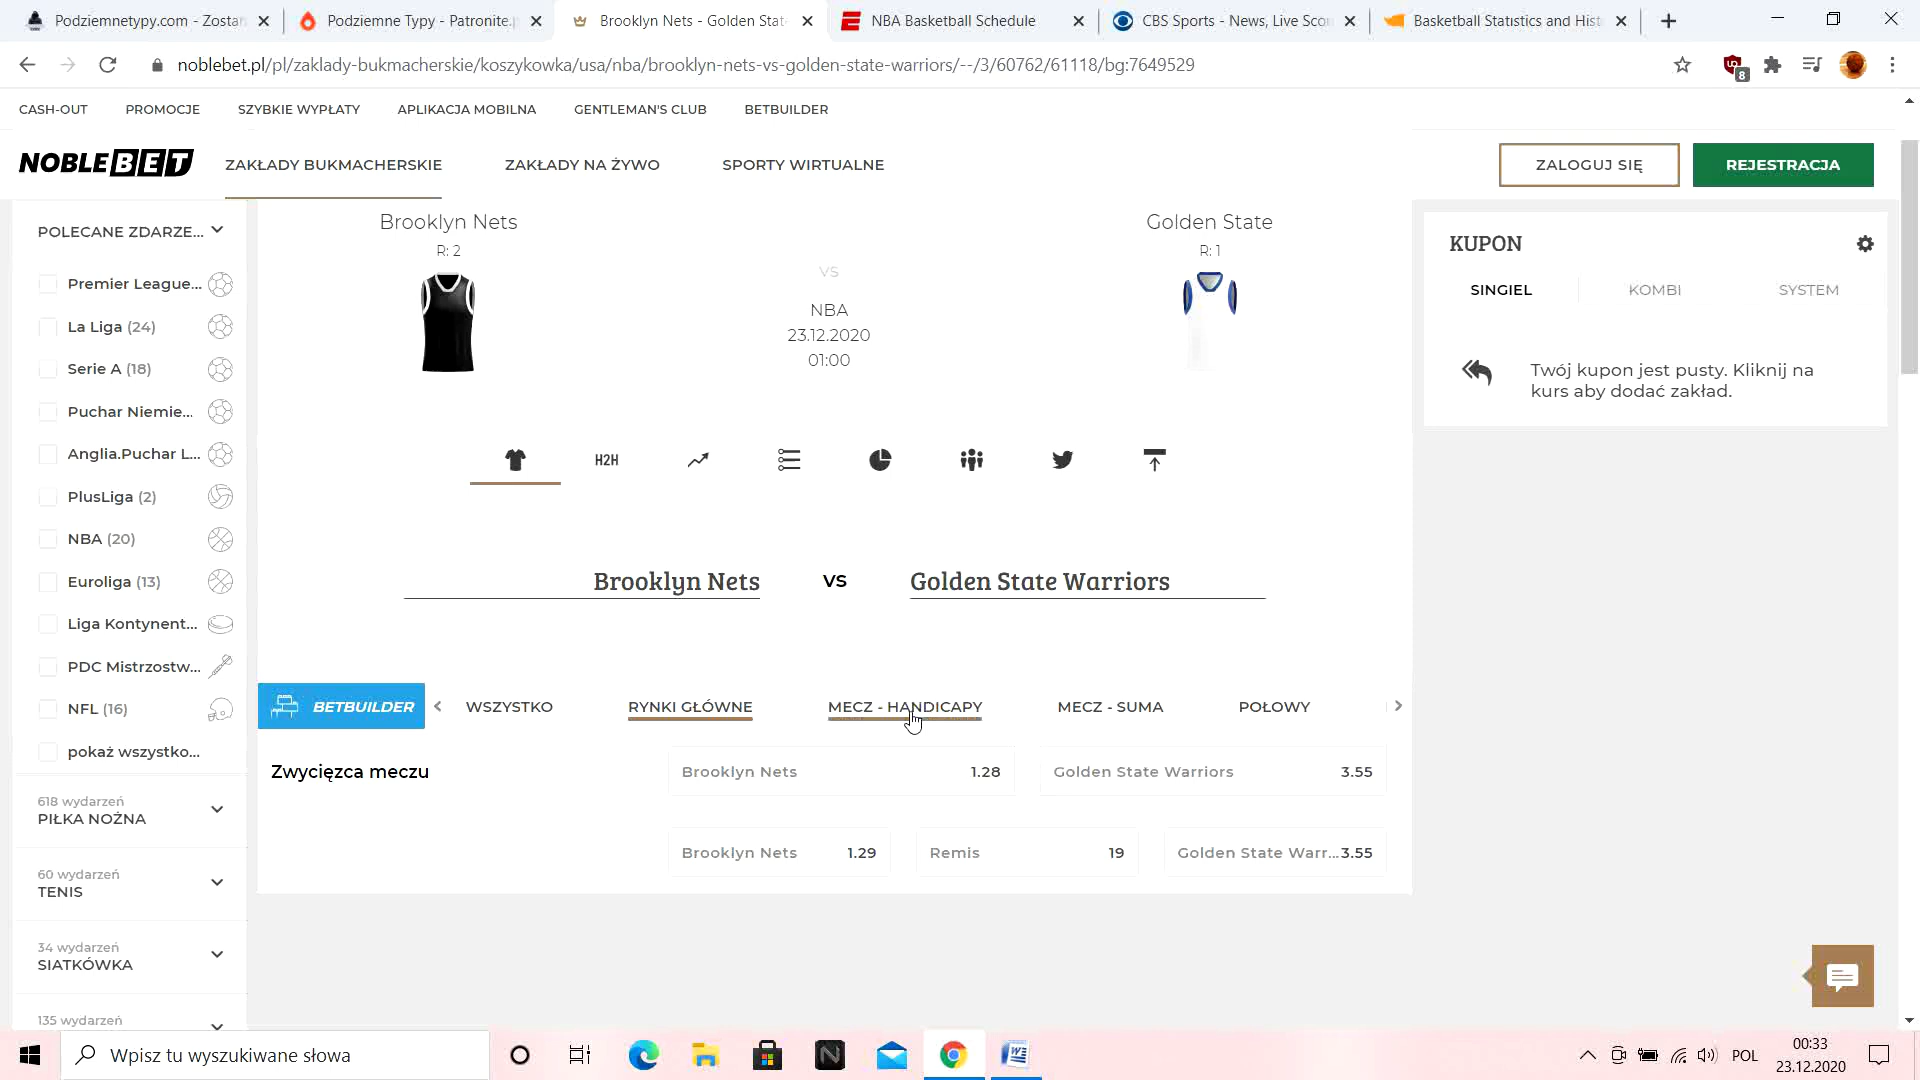 Podziemnetypy.com - Zosta
Podziemne Typy - Patronite.
Brooklyn Nets - Golden Stat
NBA Basketball Schedule
CBS Sports - News, Live Sco
Basketball Statistics and Hist
noblebet.pl/pl/zaklady-bukmacherskie/koszykowka/usa/nba/brooklyn-nets-vs-golden-state-warriors/--/3/60762/61118/bg:7649529
8
CASH-OUT PROMOCJE SZYBKIE WYPŁATY APLIKACJA MOBILNA GENTLEMAN'S CLUB BETBUILDER
NOBLEBET
ZAKŁADY BUKMACHERSKIE ZAKŁADY NA ŻYWO SPORTY WIRTUALNE
ZALOGUJ SIĘ
REJESTRACJA
POLECANE ZDARZE...
Premier League...
La Liga (24)
Serie A (18)
Puchar Niemie...
Anglia.Puchar L...
PlusLiga (2)
NBA (20)
Euroliga (13)
Liga Kontynent...
PDC Mistrzostw...
NFL (16)
pokaż wszystko...
618 wydarzeń
PIŁKA NOŻNA
60 wydarzeń
TENIS
34 wydarzeń
SIATKÓWKA
135 wydarzeń
Brooklyn Nets
R: 2
VS
NBA
23.12.2020
01:00
Golden State
R: 1
H2H
Brooklyn Nets VS Golden State Warriors
BETBUILDER
WSZYSTKO RYNKI GŁÓWNE MECZ - HANDICAPY MECZ - SUMA POŁOWY
Zwycięzca meczu
Brooklyn Nets 1.28
Golden State Warriors 3.55
Brooklyn Nets 1.29
Remis 19
Golden State Warr... 3.55
KUPON
SINGIEL KOMBI SYSTEM
Twój kupon jest pusty. Kliknij na
kurs aby dodać zakład.
Wpisz tu wyszukiwane słowa
POL
00:33
23.12.2020